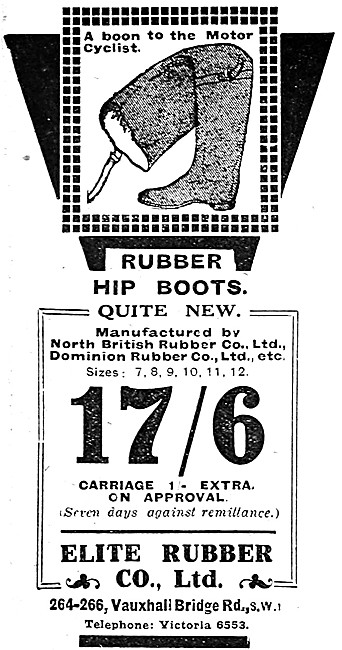 A boon to the Motor
Cyclist.
RUBBER
HIP BOOTS.
QUITE NEW.
Manufactured by
North British Rubber Co., Ltd.,
Dominion Rubber Co., Ltd., etc.
Sizes: 7, 8, 9, 10, 11, 12.
17/6
CARRIAGE 1/- EXTRA.
ON APPROVAL.
(Seven days against remittance.)
ELITE RUBBER
CO., Ltd.
264-266, Vauxhall Bridge Rd., S.W.1
Telephone: Victoria 6553.